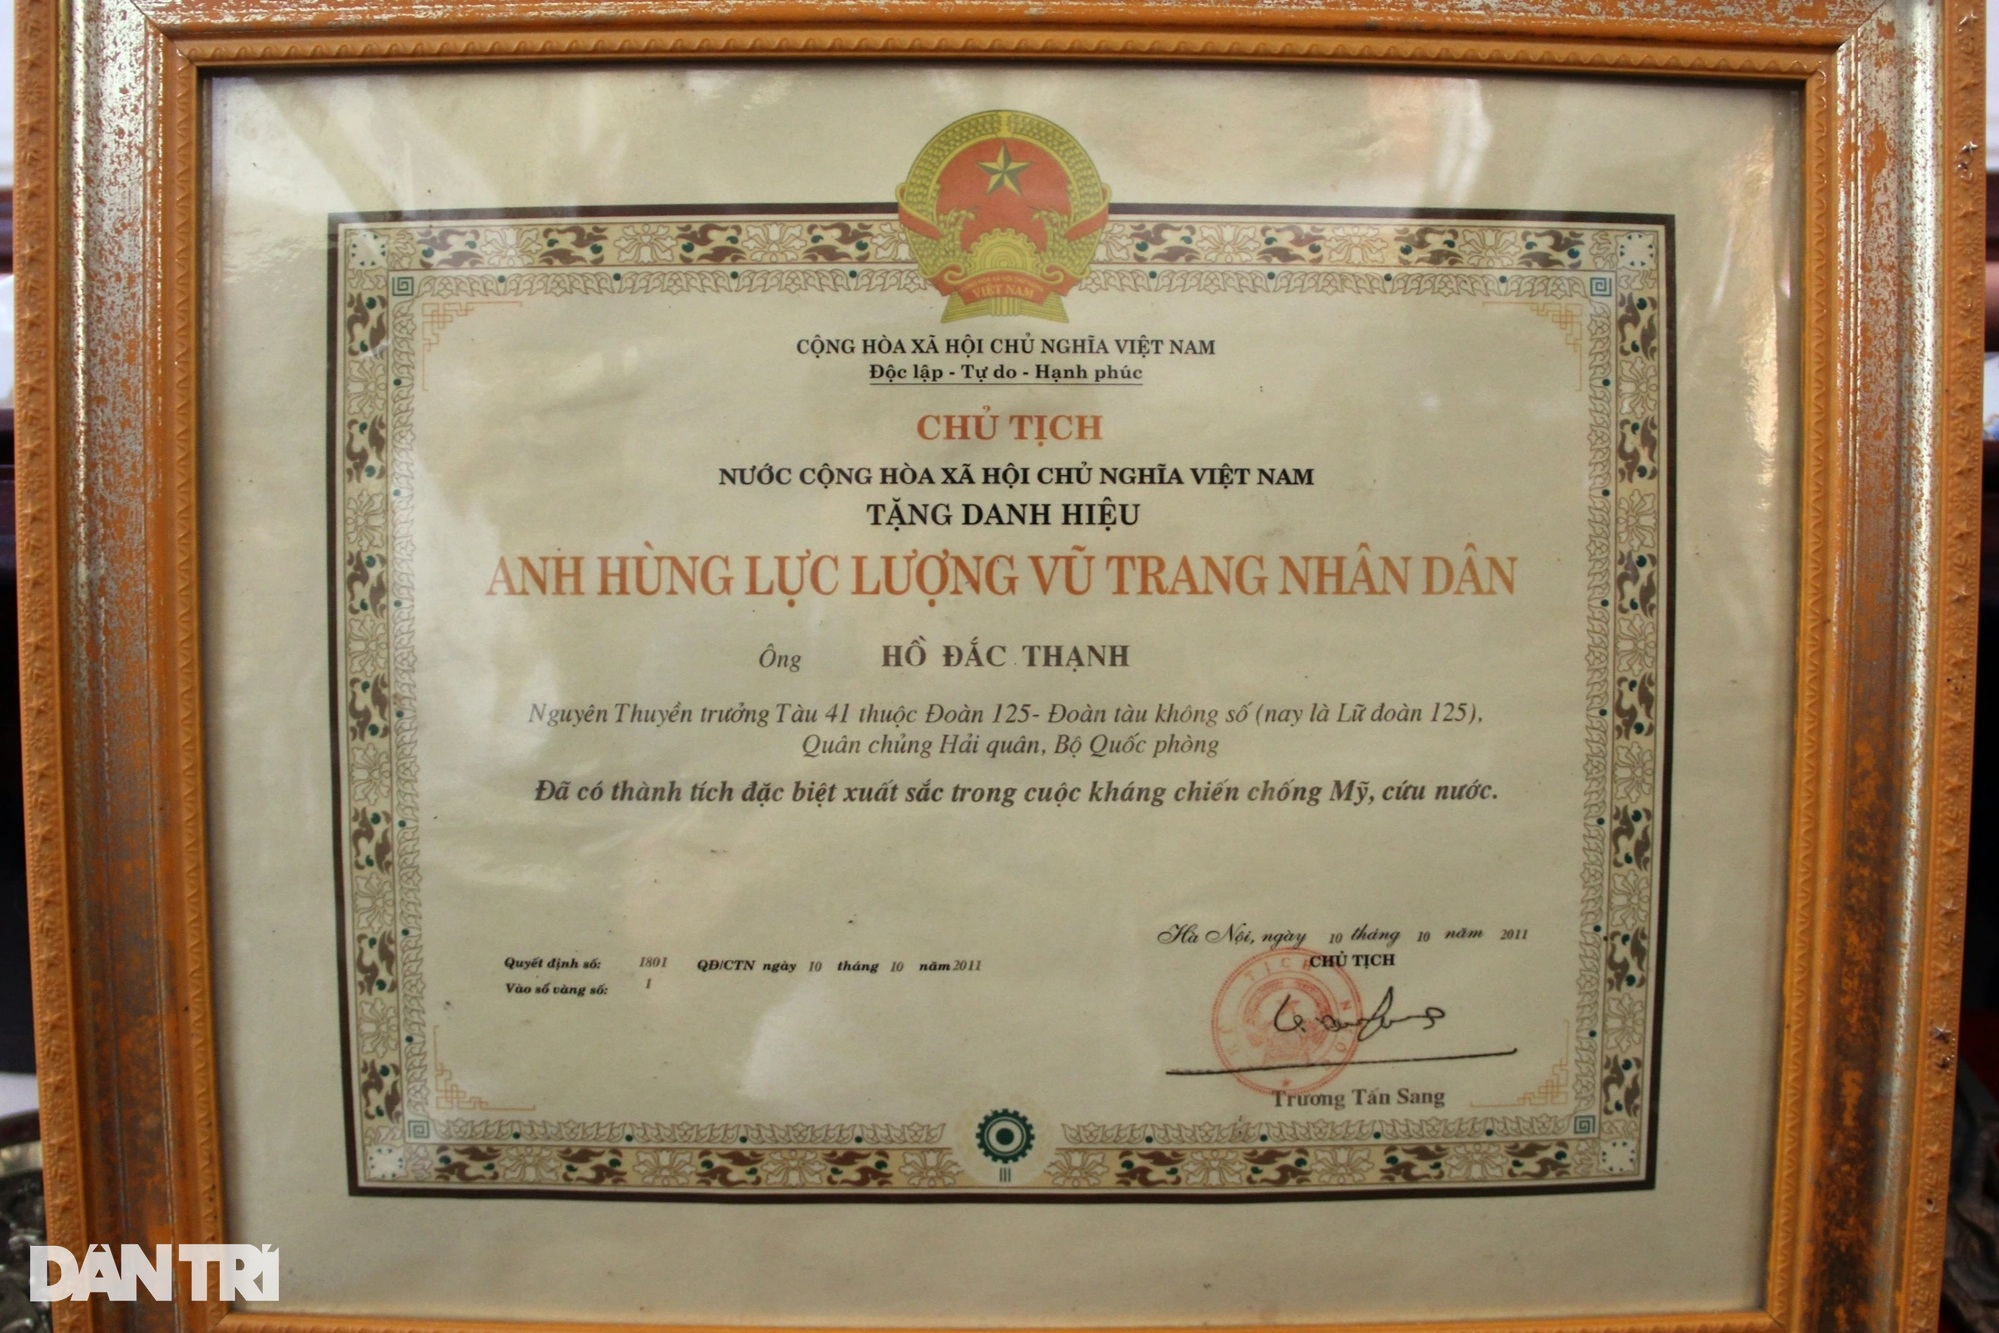 VIỆT NAM
CỘNG HÒA XÃ HỘI CHỦ NGHĨA VIỆT NAM
Độc lập - Tự do - Hạnh phúc
CHỦ TỊCH
NƯỚC CỘNG HÒA XÃ HỘI CHỦ NGHĨA VIỆT NAM
TẶNG DANH HIỆU
ANH HÙNG LỰC LƯỢNG VŨ TRANG NHÂN DÂN
Ông HỒ ĐẮC THẠNH
Nguyên Thuyền trưởng Tàu 41 thuộc Đoàn 125- Đoàn tàu không số (nay là Lữ đoàn 125),
Quân chủng Hải quân, Bộ Quốc phòng
Đã có thành tích đặc biệt xuất sắc trong cuộc kháng chiến chống Mỹ, cứu nước.
Hà Nội, ngày 10 tháng 10 năm 2011
CHỦ TỊCH
Quyết định số: 1801 QĐ/CTN ngày 10 tháng 10 năm 2011
Vào sổ vàng số: 1
Trương Tấn Sang
DÂN TRÍ